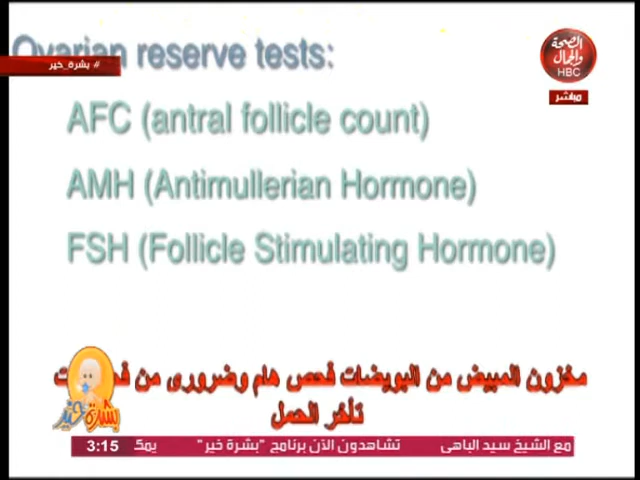 Ovarian reserve tests:
# بشرة_خير
الصحة
والجمال
HBC
مباشر
AFC (antral follicle count)
AMH (Antimullerian Hormone)
FSH (Follicle Stimulating Hormone)
مخزون المبيض من البويضات فحص هام وضرورى من
تأخر الحمل
بشرة خير
3:15
مع الشيخ سيد الباهى تشاهدون الآن برنامج "بشرة خير" يمك